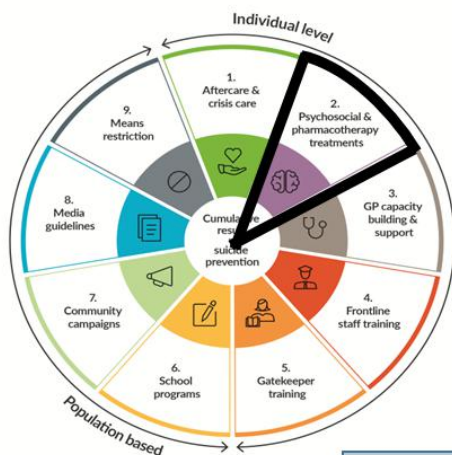 Individual level
1.
Aftercare &
crisis care
2.
Psychosocial &
pharmacotherapy
treatments
3.
GP capacity
building &
support
4.
Frontline
staff training
5.
Gatekeeper
training
6.
School
programs
7.
Community
campaigns
8.
Media
guidelines
9.
Means
restriction
Cumulative
suicide
prevention
Population based